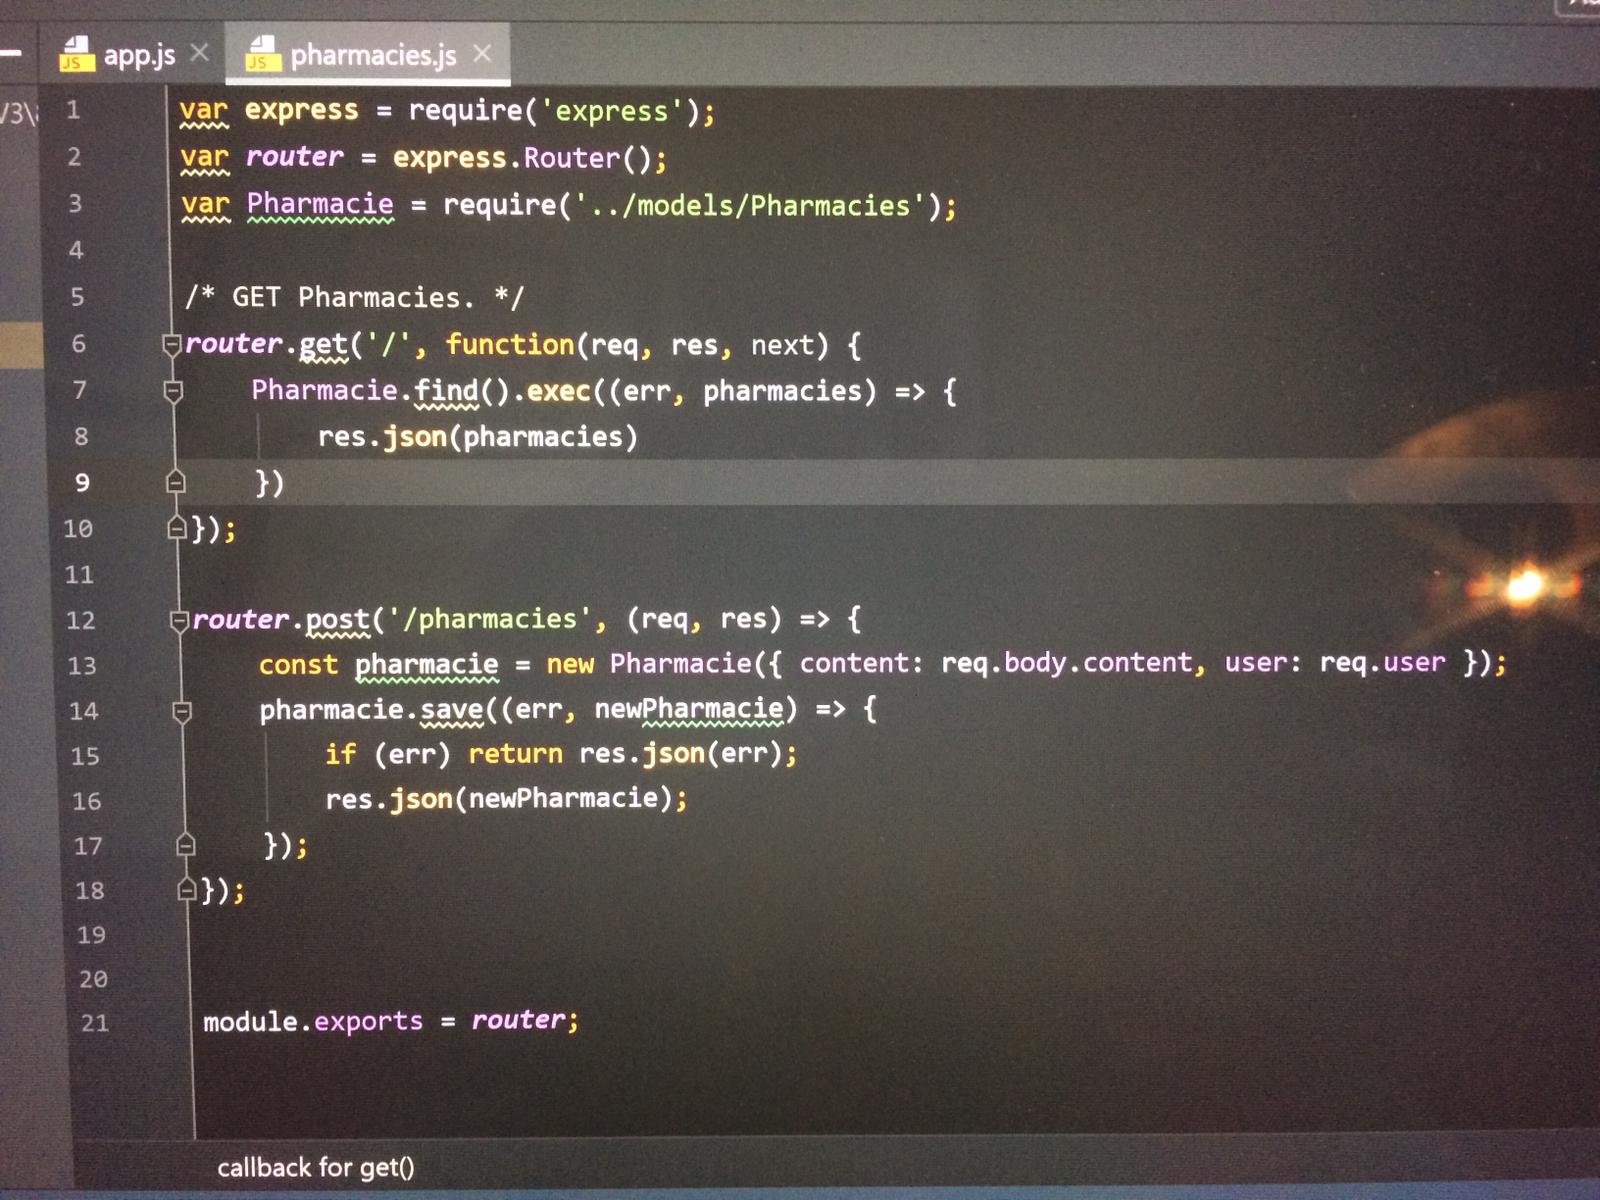 app.js
pharmacies.js
JS
JS
1 var express = require('express');
2 var router = express.Router();
3 var Pharmacie = require('../models/Pharmacies');
4
5 /* GET Pharmacies. */
6 router.get('/', function(req, res, next) {
7 Pharmacie.find().exec((err, pharmacies) => {
8 res.json(pharmacies)
9 })
10 });
11
12 router.post('/pharmacies', (req, res) => {
13 const pharmacie = new Pharmacie({ content: req.body.content, user: req.user });
14 pharmacie.save((err, newPharmacie) => {
15 if (err) return res.json(err);
16 res.json(newPharmacie);
17 });
18 });
19
20
21 module.exports = router;
callback for get()